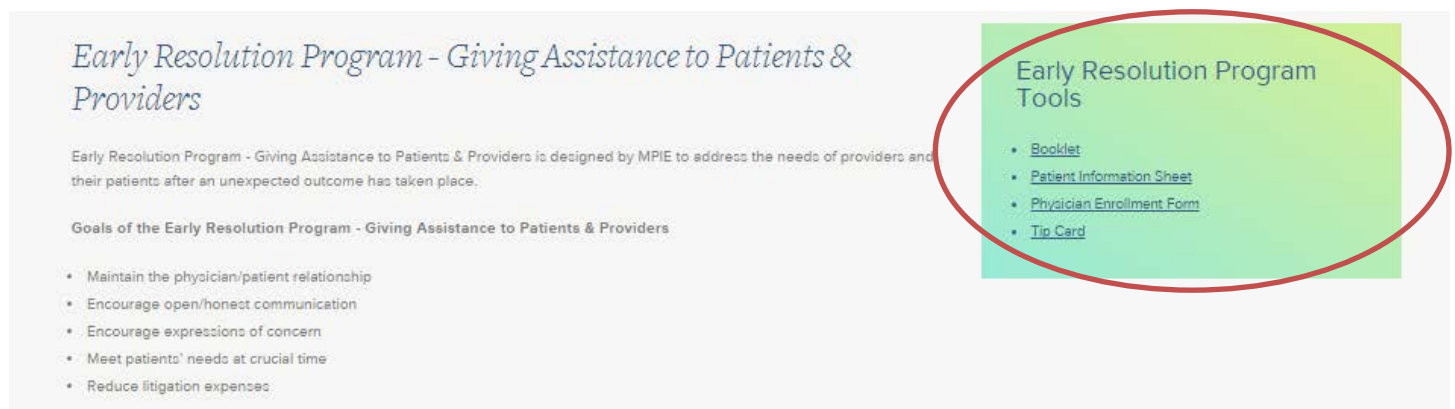 Early Resolution Program - Giving Assistance to Patients &
Providers
Early Resolution Program - Giving Assistance to Patients & Providers is designed by MPIE to address the needs of providers and
their patients after an unexpected outcome has taken place.
Goals of the Early Resolution Program - Giving Assistance to Patients & Providers
• Maintain the physician/patient relationship
• Encourage open/honest communication
• Encourage expressions of concern
• Meet patients' needs at crucial time
• Reduce litigation expenses
Early Resolution Program
Tools
• Booklet
• Patient Information Sheet
• Physician Enrollment Form
• Tip Card